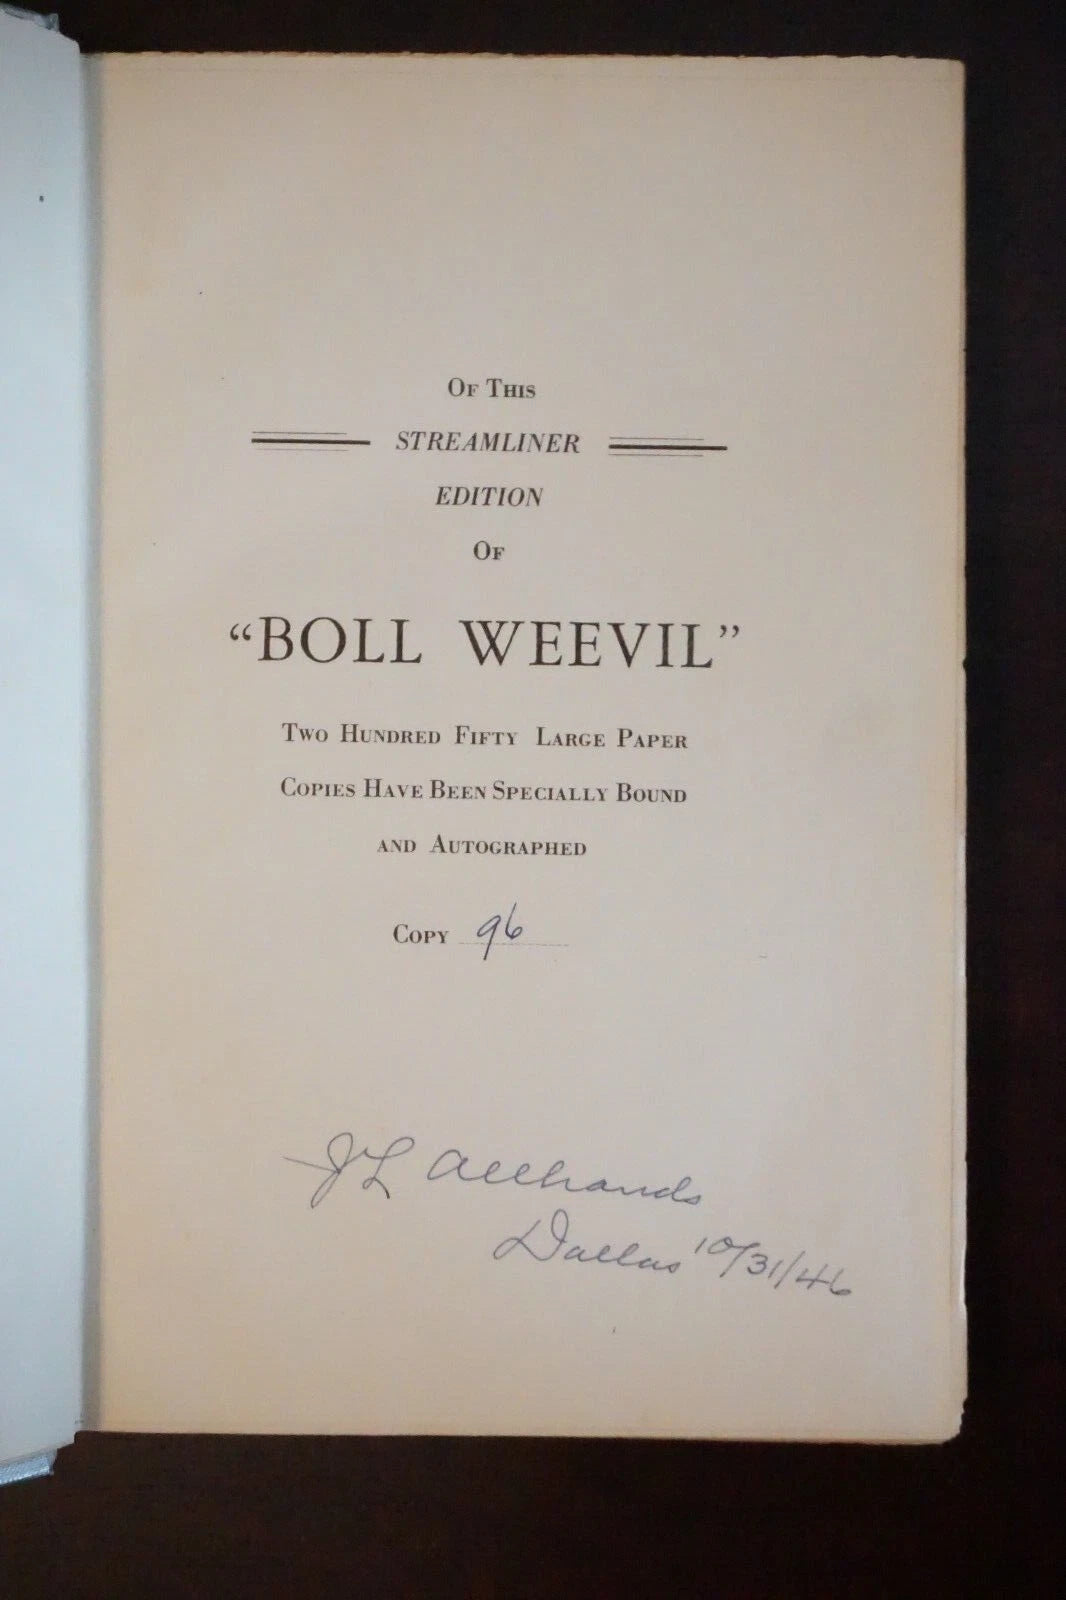 Of This
STREAMLINER
EDITION
Of
“BOLL WEEVIL”
Two Hundred Fifty Large Paper
Copies Have Been Specially Bound
and Autographed
Copy 96
J L Allhands
Dallas 10/31/46